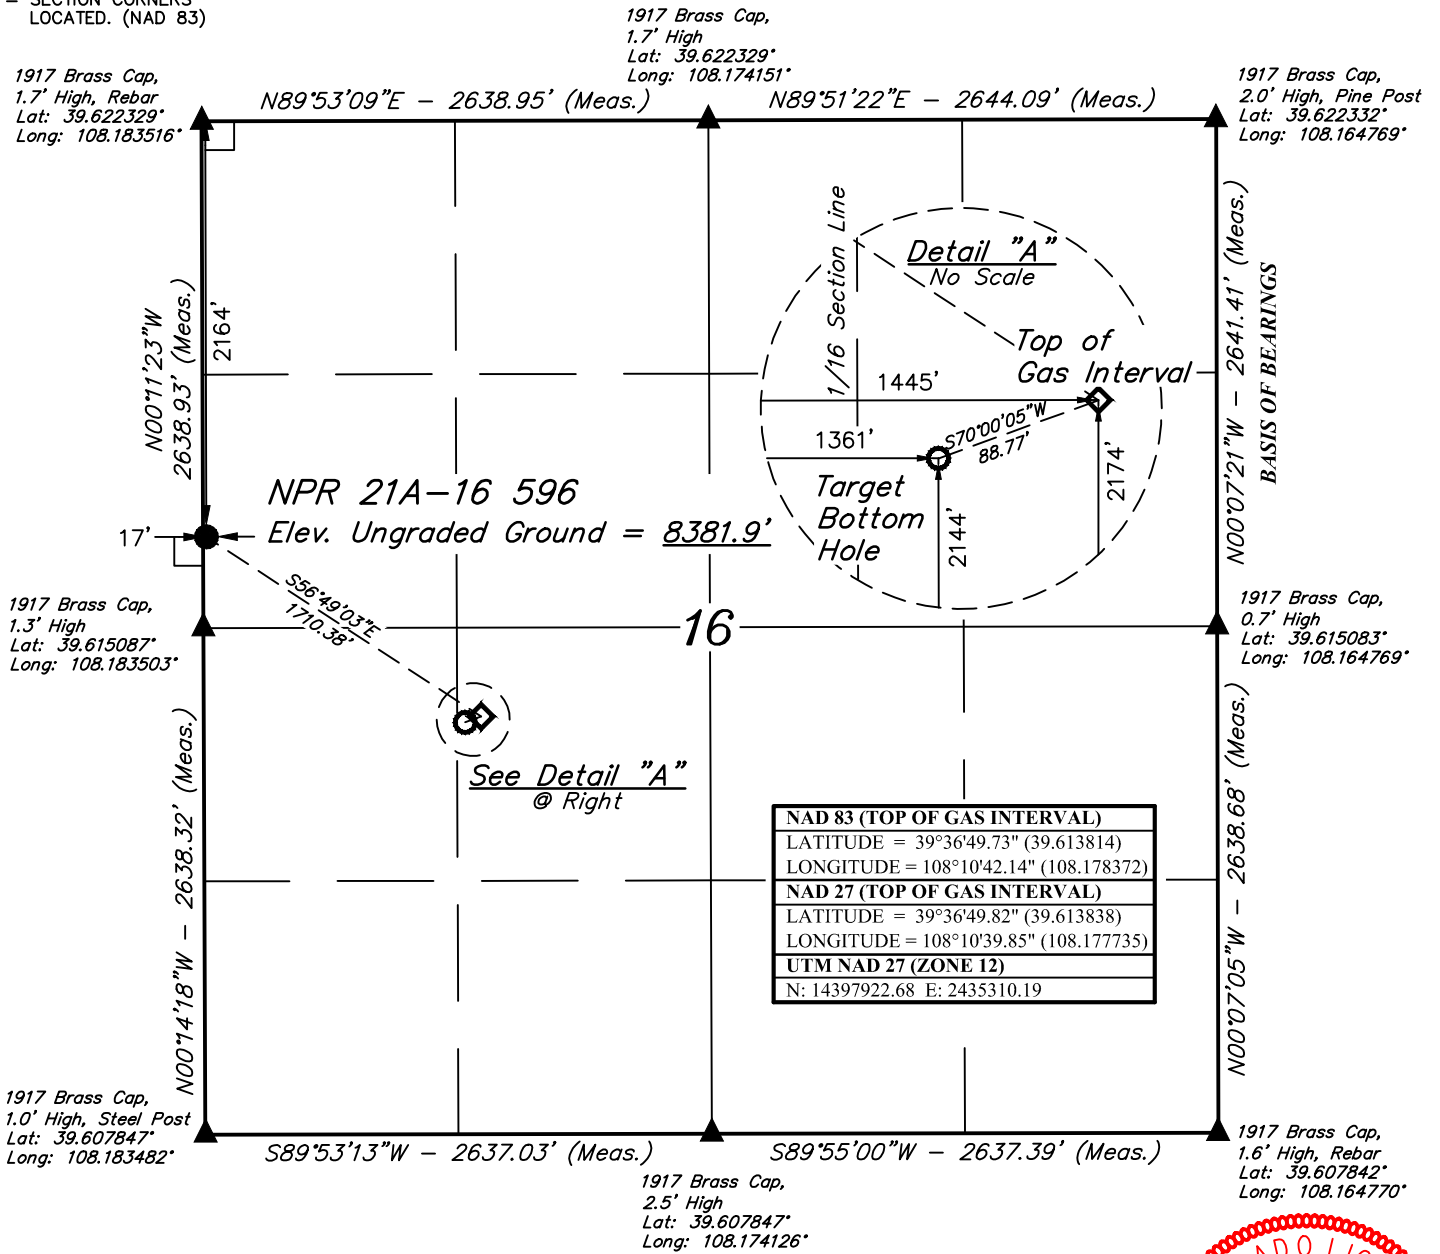 – SECTION CORNERS
LOCATED. (NAD 83)
1917 Brass Cap,
1.7' High
Lat: 39.622329°
Long: 108.174151°
1917 Brass Cap,
1.7' High, Rebar
Lat: 39.622329°
Long: 108.183516°
N89°53'09"E – 2638.95' (Meas.)
N89°51'22"E – 2644.09' (Meas.)
1917 Brass Cap,
2.0' High, Pine Post
Lat: 39.622332°
Long: 108.164769°
N00°11'23"W
2638.93' (Meas.)
2164'
1/16 Section Line
Detail "A"
No Scale
Top of
Gas Interval
1445'
1361'
S70°00'05"W
88.77'
2174'
2144'
Target
Bottom
Hole
N00°07'21"W – 2641.41' (Meas.)
BASIS OF BEARINGS
NPR 21A-16 596
Elev. Ungraded Ground = 8381.9'
17'
S56°49'03"E
1710.38'
1917 Brass Cap,
1.3' High
Lat: 39.615087°
Long: 108.183503°
16
1917 Brass Cap,
0.7' High
Lat: 39.615083°
Long: 108.164769°
See Detail "A"
@ Right
N00°14'18"W – 2638.32' (Meas.)
N00°07'05"W – 2638.68' (Meas.)
NAD 83 (TOP OF GAS INTERVAL)
LATITUDE = 39°36'49.73" (39.613814)
LONGITUDE = 108°10'42.14" (108.178372)
NAD 27 (TOP OF GAS INTERVAL)
LATITUDE = 39°36'49.82" (39.613838)
LONGITUDE = 108°10'39.85" (108.177735)
UTM NAD 27 (ZONE 12)
N: 14397922.68 E: 2435310.19
1917 Brass Cap,
1.0' High, Steel Post
Lat: 39.607847°
Long: 108.183482°
S89°53'13"W – 2637.03' (Meas.)
S89°55'00"W – 2637.39' (Meas.)
1917 Brass Cap,
1.6' High, Rebar
Lat: 39.607842°
Long: 108.164770°
1917 Brass Cap,
2.5' High
Lat: 39.607847°
Long: 108.174126°